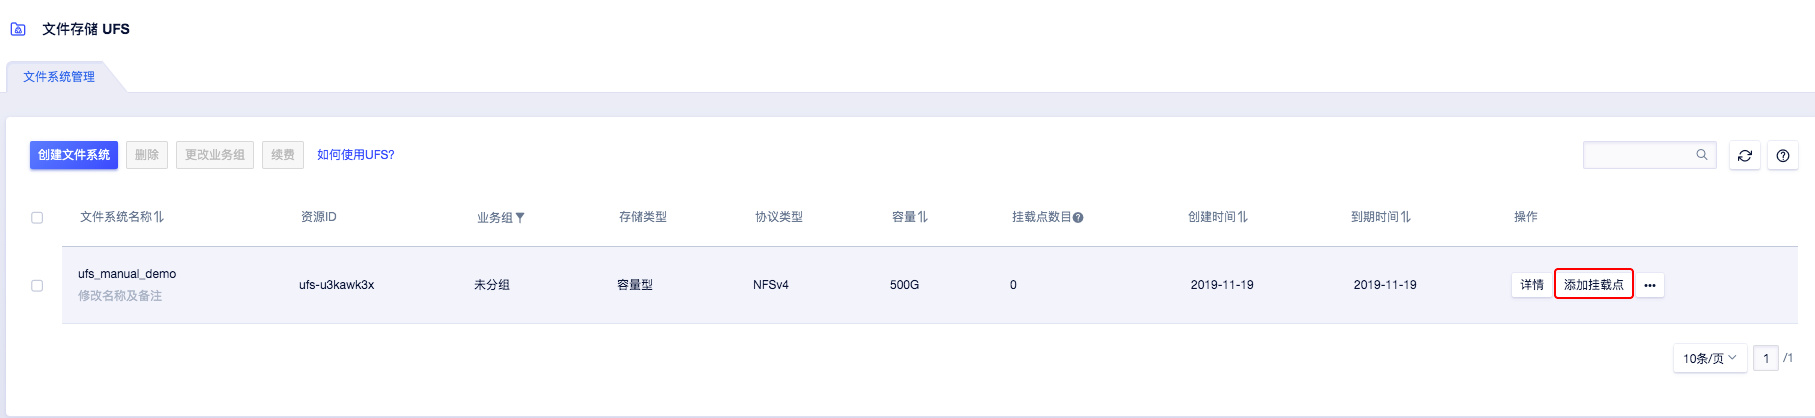 文件存储 UFS
文件系统管理
创建文件系统 删除 更改业务组 续费 如何使用UFS?
文件系统名称 资源ID 业务组 存储类型 协议类型 容量 挂载点数目 创建时间 到期时间 操作
ufs_manual_demo
修改名称及备注
ufs-u3kawk3x 未分组 容量型 NFSv4 500G 0 2019-11-19 2019-11-19 详情 添加挂载点 •••
10条/页 1 /1